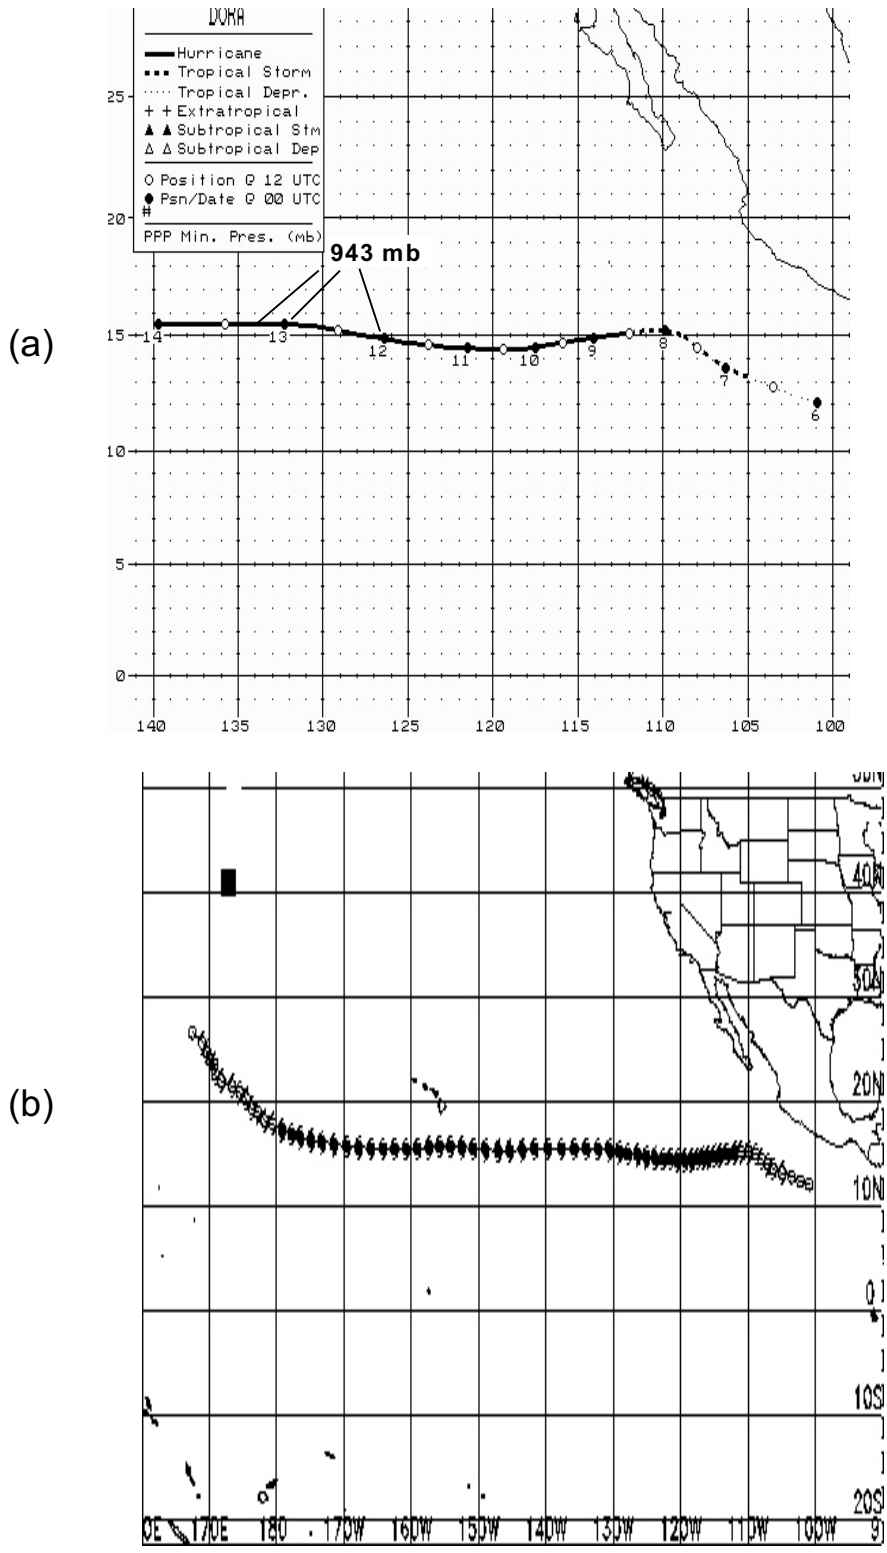 DORA
Hurricane
Tropical Storm
Tropical Depr.
+ + Extratropical
Subtropical Stm
Subtropical Dep
Position @ 12 UTC
Psn/Date @ 00 UTC
#
PPP Min. Pres. (mb)
943 mb
25
20
15
10
5
0
14
13
12
11
10
9
8
7
6
(a)
140 135 130 125 120 115 110 105 100
50N
40N
30N
20N
10N
0
10S
20S
(b)
0E 170E 180 170W 160W 150W 140W 130W 120W 110W 100W 9